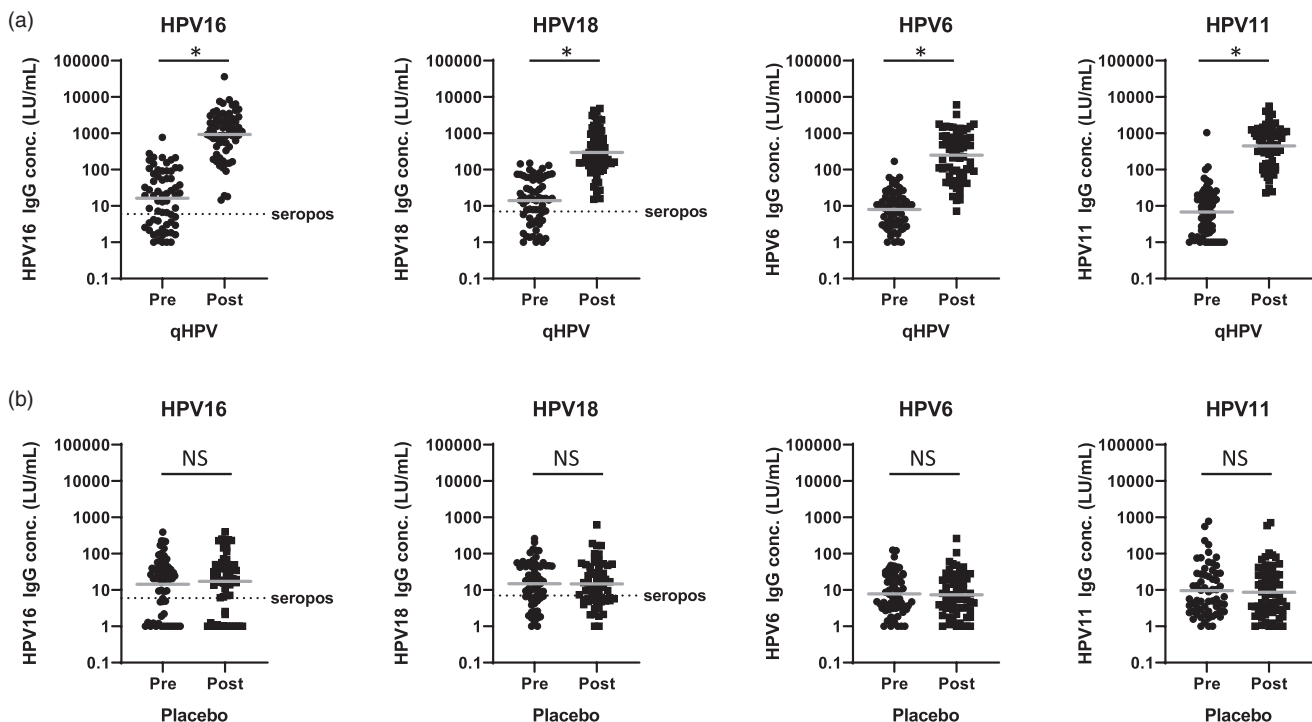 (a)
HPV16
*
HPV16 IgG conc. (LU/mL)
100000
10000
1000
100
10
1
0.1
seropos
Pre Post
qHPV
HPV18
*
HPV18 IgG conc. (LU/mL)
100000
10000
1000
100
10
1
0.1
seropos
Pre Post
qHPV
HPV6
*
HPV6 IgG conc. (LU/mL)
100000
10000
1000
100
10
1
0.1
Pre Post
qHPV
HPV11
*
HPV11 IgG conc. (LU/mL)
100000
10000
1000
100
10
1
0.1
Pre Post
qHPV
(b)
HPV16
NS
HPV16 IgG conc. (LU/mL)
100000
10000
1000
100
10
1
0.1
seropos
Pre Post
Placebo
HPV18
NS
HPV18 IgG conc. (LU/mL)
100000
10000
1000
100
10
1
0.1
seropos
Pre Post
Placebo
HPV6
NS
HPV6 IgG conc. (LU/mL)
100000
10000
1000
100
10
1
0.1
Pre Post
Placebo
HPV11
NS
HPV11 IgG conc. (LU/mL)
100000
10000
1000
100
10
1
0.1
Pre Post
Placebo